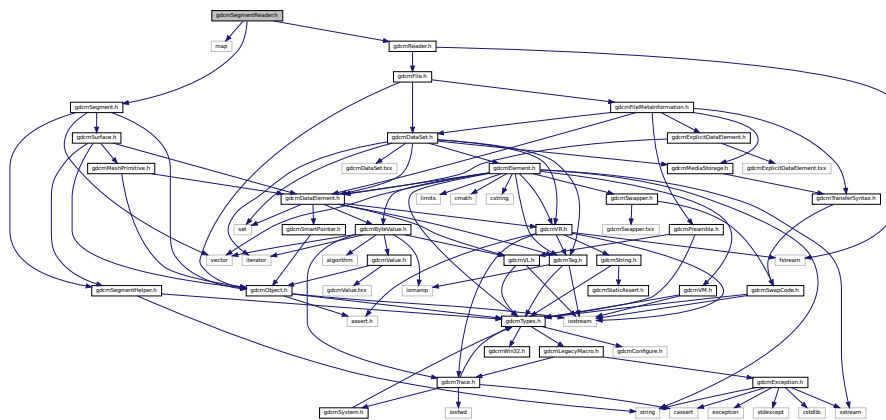 gdcmSegmentReader.h
map
gdcmReader.h
gdcmFile.h
gdcmSegment.h
gdcmFileMetaInformation.h
gdcmSurface.h
gdcmDataSet.h
gdcmExplicitDataElement.h
gdcmMeshPrimitive.h
gdcmDataSet.txx
gdcmElement.h
gdcmMediaStorage.h
gdcmExplicitDataElement.txx
gdcmDataElement.h
limits
cmath
cstring
gdcmSwapper.h
gdcmTransferSyntax.h
set
gdcmSmartPointer.h
gdcmByteValue.h
gdcmVR.h
gdcmSwapper.txx
gdcmPreamble.h
vector
iterator
algorithm
gdcmValue.h
gdcmVL.h
gdcmTag.h
gdcmString.h
fstream
gdcmSegmentHelper.h
gdcmObject.h
gdcmValue.txx
iomanip
gdcmStaticAssert.h
gdcmVM.h
gdcmSwapCode.h
assert.h
gdcmTypes.h
iostream
gdcmWin32.h
gdcmLegacyMacro.h
gdcmConfigure.h
gdcmTrace.h
gdcmException.h
gdcmSystem.h
iosfwd
string
cassert
exception
stdexcept
cstdlib
sstream